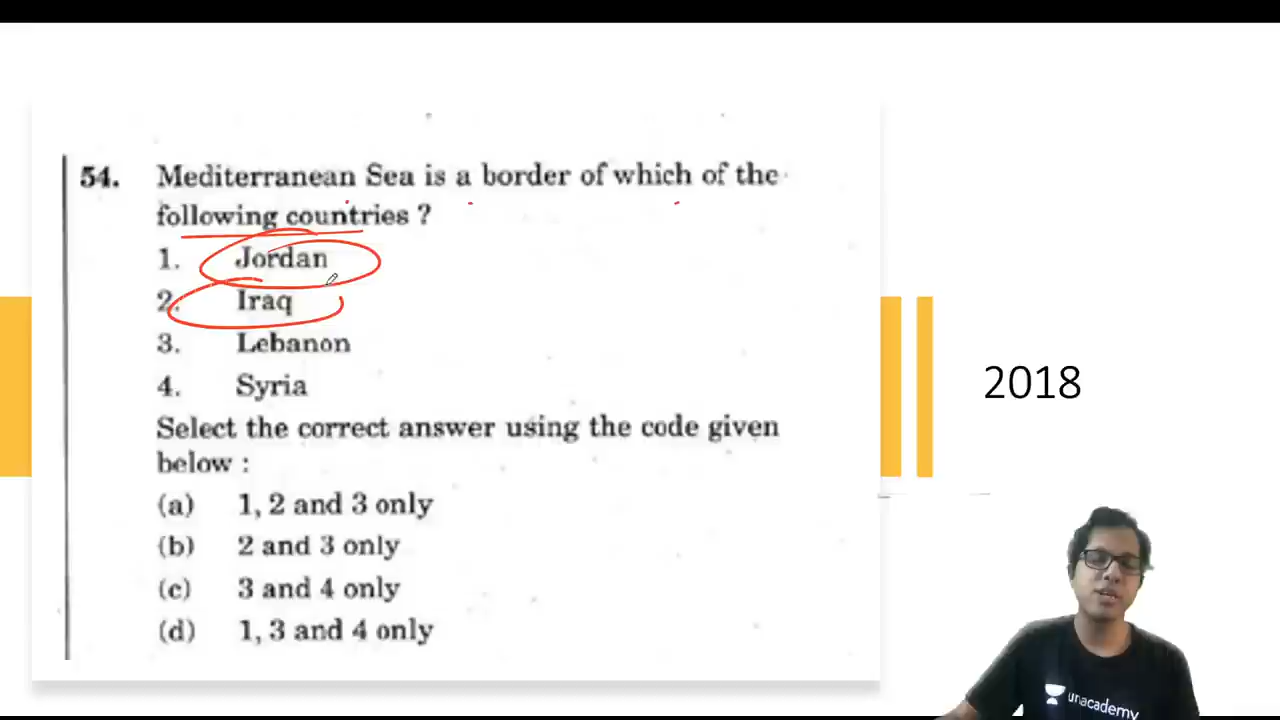 54. Mediterranean Sea is a border of which of the
following countries ?
1. Jordan
2. Iraq
3. Lebanon
4. Syria
Select the correct answer using the code given
below :
(a) 1, 2 and 3 only
(b) 2 and 3 only
(c) 3 and 4 only
(d) 1, 3 and 4 only
2018
unacademy